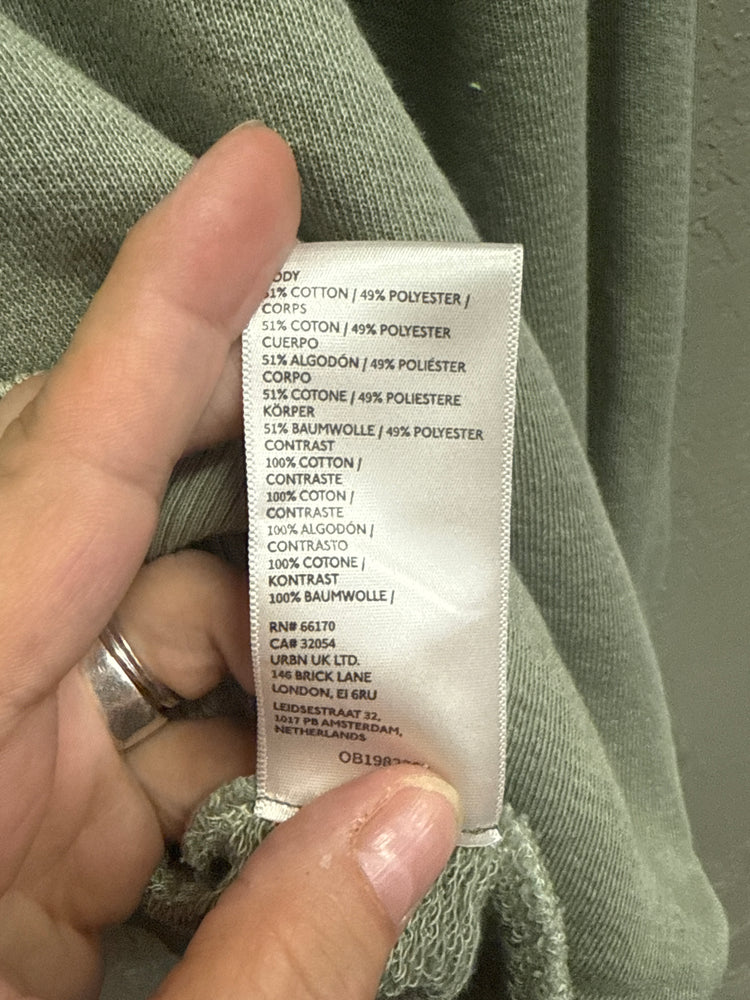 51% COTTON / 49% POLYESTER /
CORPS
51% COTON / 49% POLYESTER
CUERPO
51% ALGODÓN / 49% POLIÉSTER
CORPO
51% COTONE / 49% POLIESTERE
KÖRPER
51% BAUMWOLLE / 49% POLYESTER
CONTRAST
100% COTTON /
CONTRASTE
100% COTON /
CONTRASTE
100% ALGODÓN /
CONTRASTO
100% COTONE /
KONTRAST
100% BAUMWOLLE /
RN# 66170
CA# 32054
URBN UK LTD.
146 BRICK LANE
LONDON, E1 6RU
LEIDSESTRAAT 32,
1017 PB AMSTERDAM,
NETHERLANDS